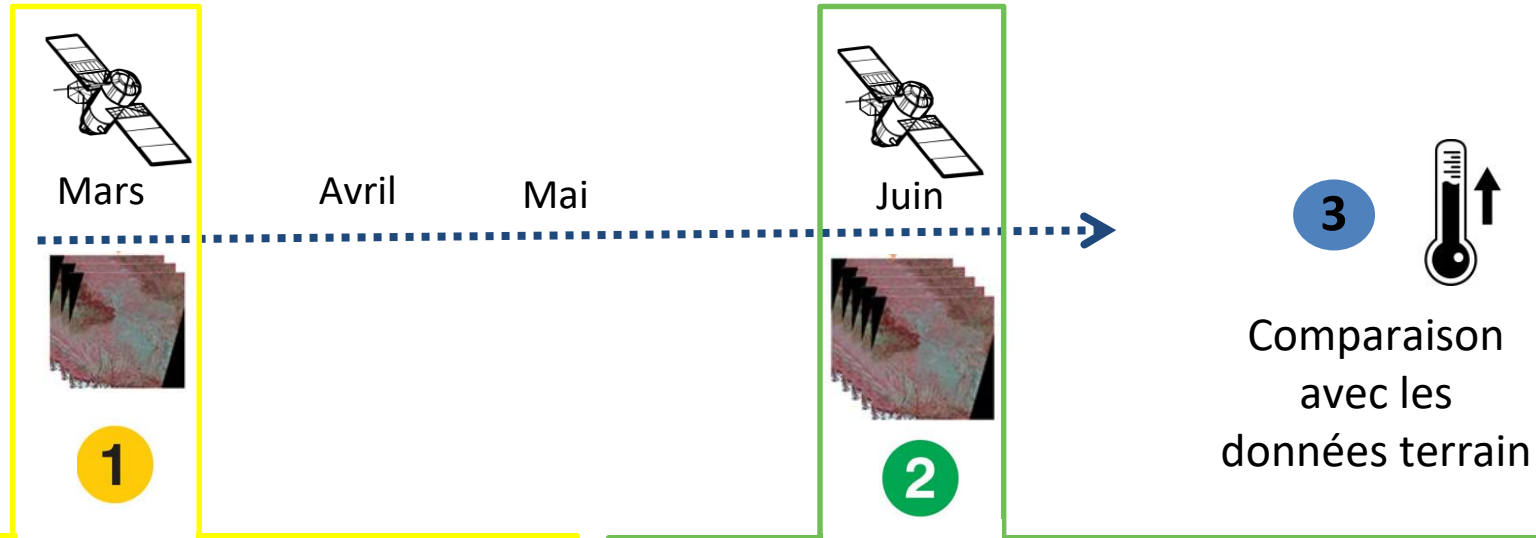 Mars
Avril
Mai
Juin
1
2
3
Comparaison
avec les
données terrain